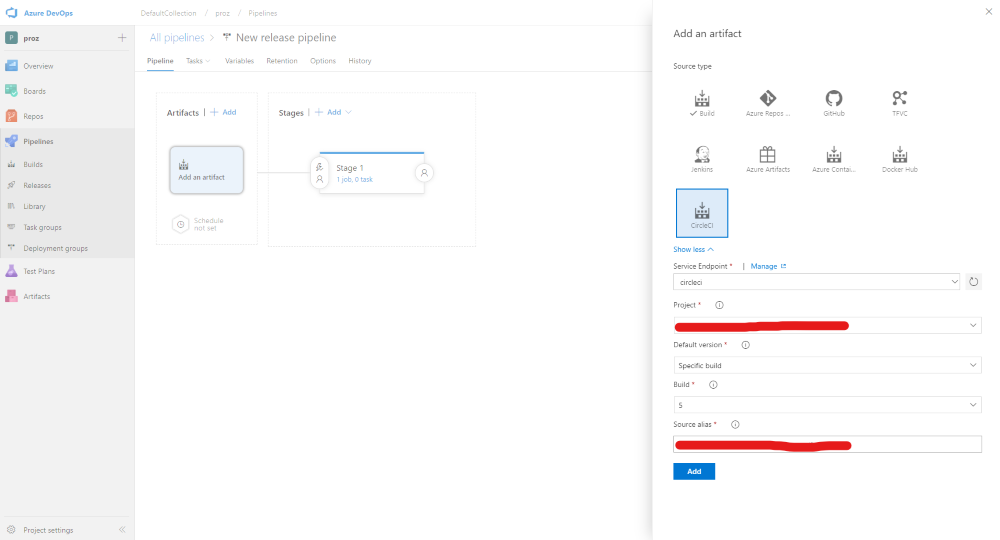 Azure DevOps
DefaultCollection / proz / Pipelines
P proz
Overview
Boards
Repos
Pipelines
Builds
Releases
Library
Task groups
Deployment groups
Test Plans
Artifacts
Project settings
All pipelines > New release pipeline
Pipeline Tasks Variables Retention Options History
Artifacts | + Add
Add an artifact
Schedule
not set
Stages | + Add
Stage 1
1 job, 0 task
Add an artifact
Source type
Build Azure Repos ... GitHub TFVC
Jenkins Azure Artifacts Azure Contai... Docker Hub
CircleCI
Show less
Service Endpoint * | Manage
circleci
Project *
Default version *
Specific build
Build *
5
Source alias *
Add